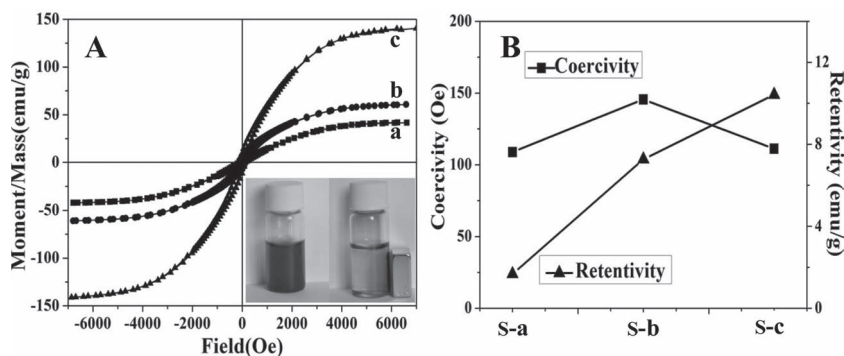 A
B
150
100
50
0
-50
-100
-150
Moment/Mass(emu/g)
c
b
a
-6000 -4000 -2000 0 2000 4000 6000
Field(Oe)
200
150
100
50
0
Coercivity (Oe)
Coercivity
Retentivity
12
8
4
0
Retentivity (emu/g)
S-a S-b S-c